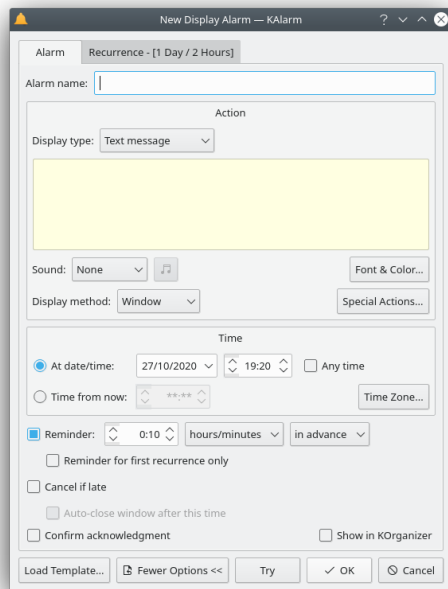 New Display Alarm — KAlarm
Alarm Recurrence - [1 Day / 2 Hours]
Alarm name:
Action
Display type: Text message
Sound: None Font & Color...
Display method: Window Special Actions...
Time
At date/time: 27/10/2020 19:20 Any time
Time from now: **:** Time Zone...
Reminder: 0:10 hours/minutes in advance
Reminder for first recurrence only
Cancel if late
Auto-close window after this time
Confirm acknowledgment Show in KOrganizer
Load Template... Fewer Options << Try OK Cancel